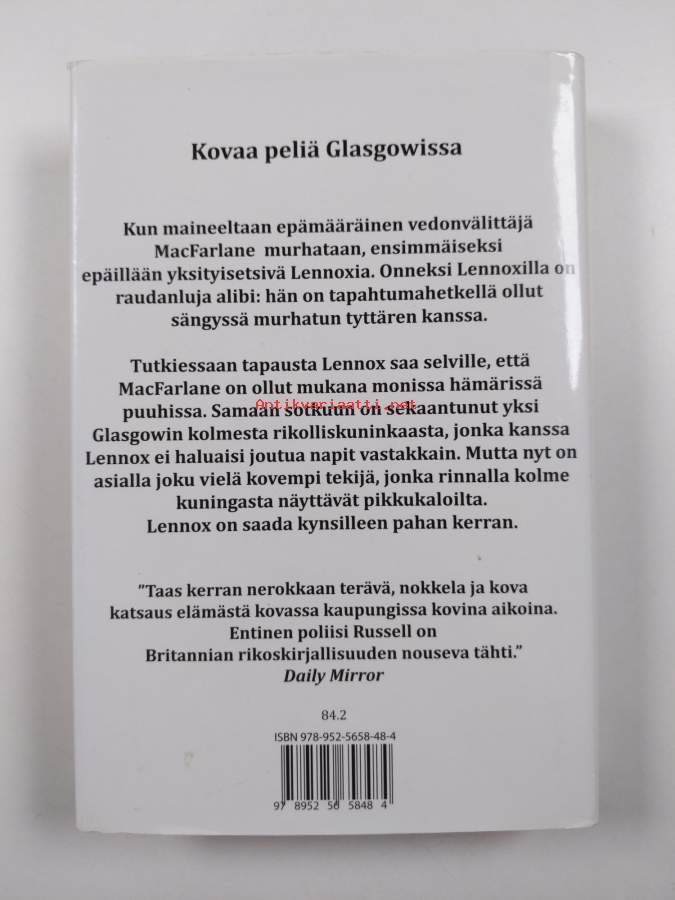 Kovaa peliä Glasgowissa
Kun maineeltaan epämääräinen vedonvälittäjä
MacFarlane murhataan, ensimmäiseksi
epäillään yksityisetsivä Lennoxia. Onneksi Lennoxilla on
raudanluja alibi: hän on tapahtumahetkellä ollut
sängyssä murhatun tyttären kanssa.
Tutkiessaan tapausta Lennox saa selville, että
MacFarlane on ollut mukana monissa hämärissä
puuhissa. Samaan sotkuun on sekaantunut yksi
Antikvariaatti.net
Glasgowin kolmesta rikolliskuninkaasta, jonka kanssa
Lennox ei haluaisi joutua napit vastakkain. Mutta nyt on
asialla joku vielä kovempi tekijä, jonka rinnalla kolme
kuningasta näyttävät pikkukaloilta.
Lennox on saada kynsilleen pahan kerran.
”Taas kerran nerokkaan terävä, nokkela ja kova
katsaus elämästä kovassa kaupungissa kovina aikoina.
Entinen poliisi Russell on
Britannian rikoskirjallisuuden nouseva tähti.”
Daily Mirror
84.2
ISBN 978-952-5658-48-4
9 789525 658484